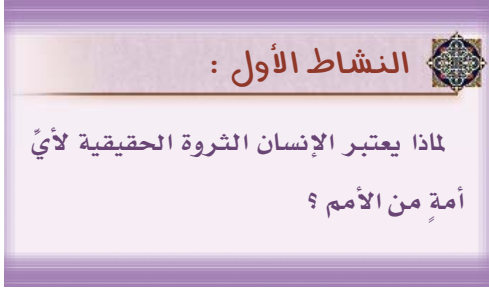 النشاط الأول :
لماذا يعتبر الإنسان الثروة الحقيقية لأيِّ
أمةٍ من الأمم ؟